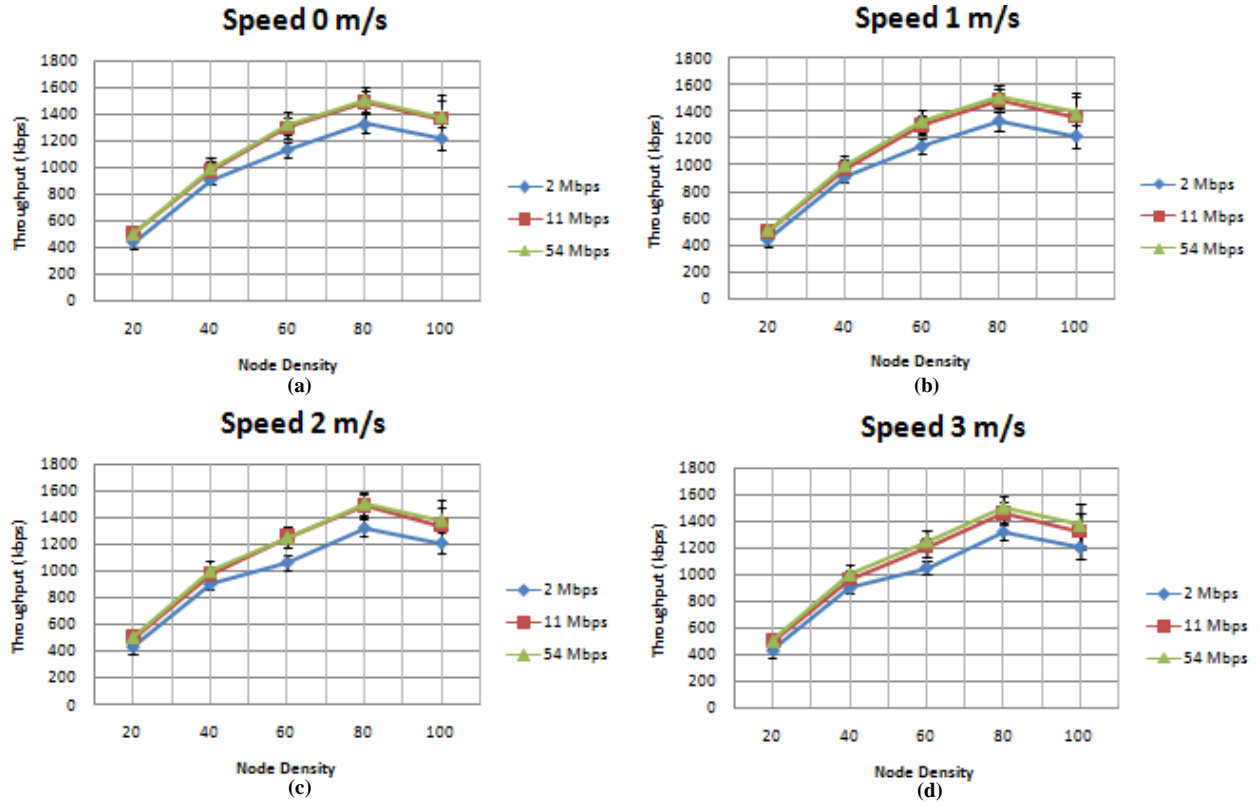 Speed 0 m/s
Throughput (kbps)
1800
1600
1400
1200
1000
800
600
400
200
0
20 40 60 80 100
Node Density
2 Mbps
11 Mbps
54 Mbps
(a)
Speed 1 m/s
Throughput (kbps)
1800
1600
1400
1200
1000
800
600
400
200
0
20 40 60 80 100
Node Density
2 Mbps
11 Mbps
54 Mbps
(b)
Speed 2 m/s
Throughput (kbps)
1800
1600
1400
1200
1000
800
600
400
200
0
20 40 60 80 100
Node Density
2 Mbps
11 Mbps
54 Mbps
(c)
Speed 3 m/s
Throughput (kbps)
1800
1600
1400
1200
1000
800
600
400
200
0
20 40 60 80 100
Node Density
2 Mbps
11 Mbps
54 Mbps
(d)